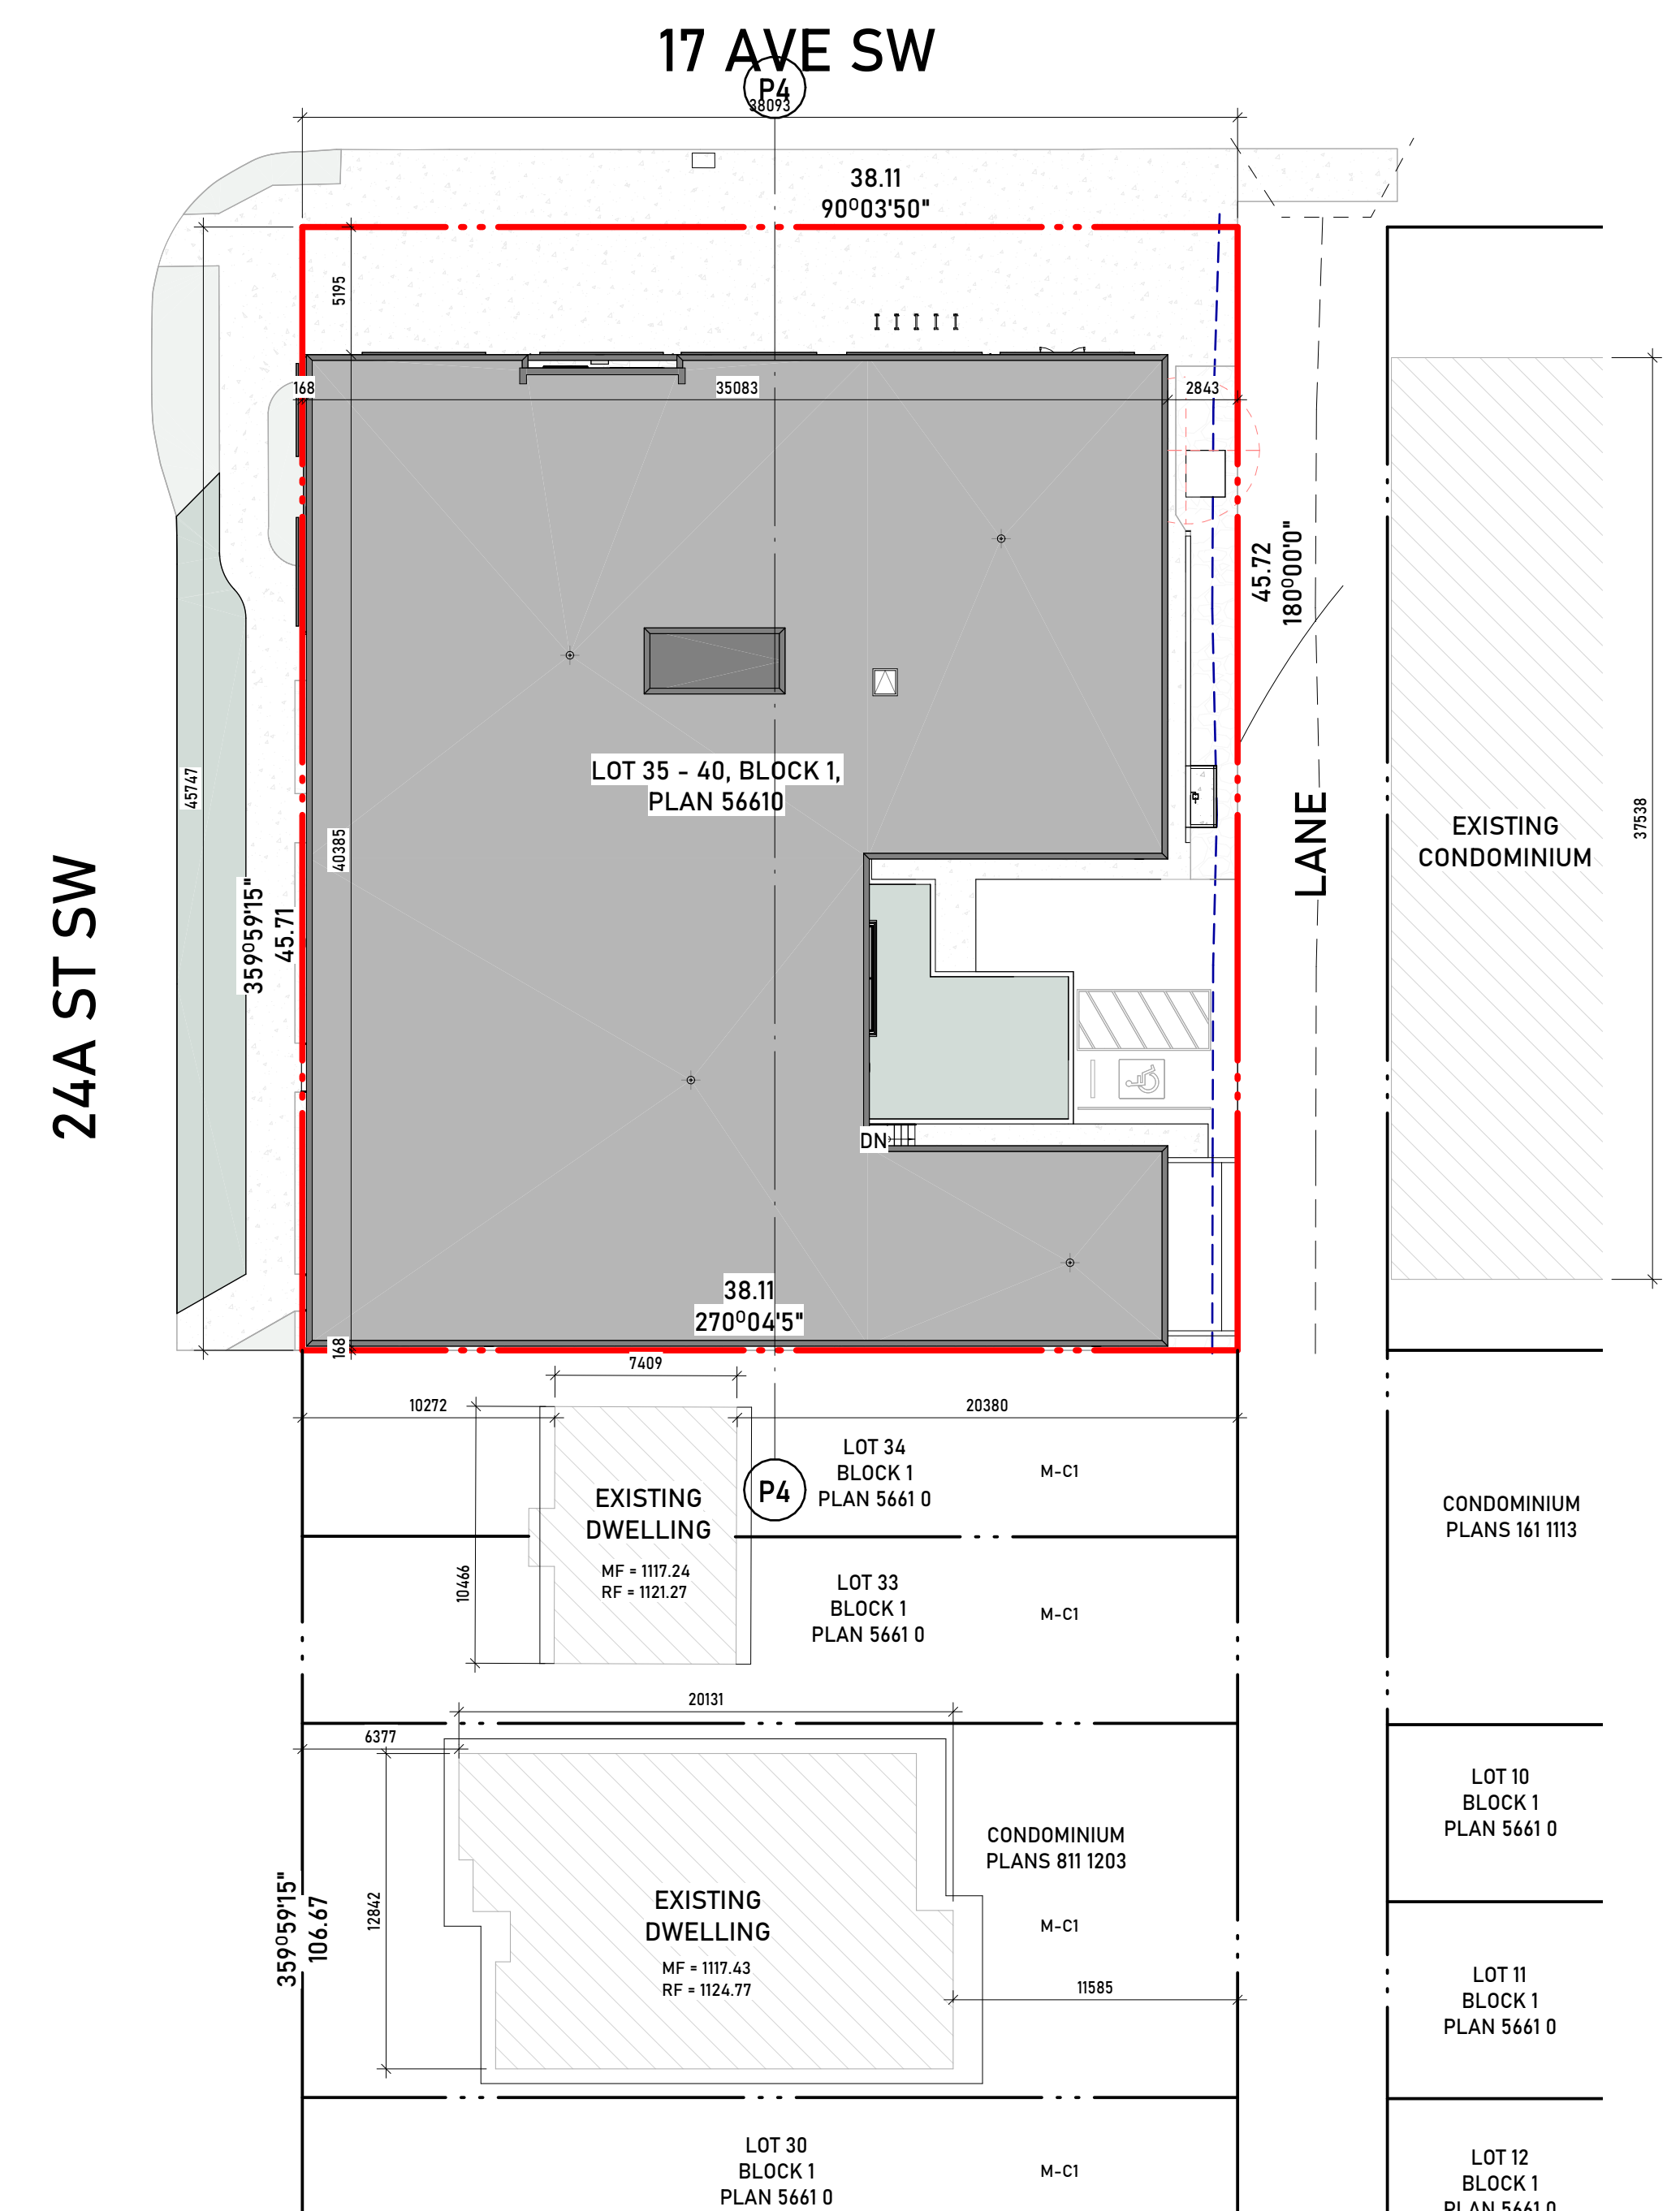 17 AVE SW
P4
38093
38.11
90°03'50"
5195
168
35083
2843
45.72
180°00'0"
LOT 35 - 40, BLOCK 1,
PLAN 56610
45747
40385
359°59'15"
45.71
24A ST SW
LANE
EXISTING
CONDOMINIUM
37538
DN
38.11
270°04'5"
168
7409
10272
20380
LOT 34
BLOCK 1
PLAN 5661 0
M-C1
P4
EXISTING
DWELLING
MF = 1117.24
RF = 1121.27
10466
LOT 33
BLOCK 1
PLAN 5661 0
M-C1
CONDOMINIUM
PLANS 161 1113
20131
6377
LOT 10
BLOCK 1
PLAN 5661 0
CONDOMINIUM
PLANS 811 1203
12842
359°59'15"
106.67
EXISTING
DWELLING
MF = 1117.43
RF = 1124.77
M-C1
11585
LOT 11
BLOCK 1
PLAN 5661 0
LOT 30
BLOCK 1
PLAN 5661 0
M-C1
LOT 12
BLOCK 1
PLAN 5661 0